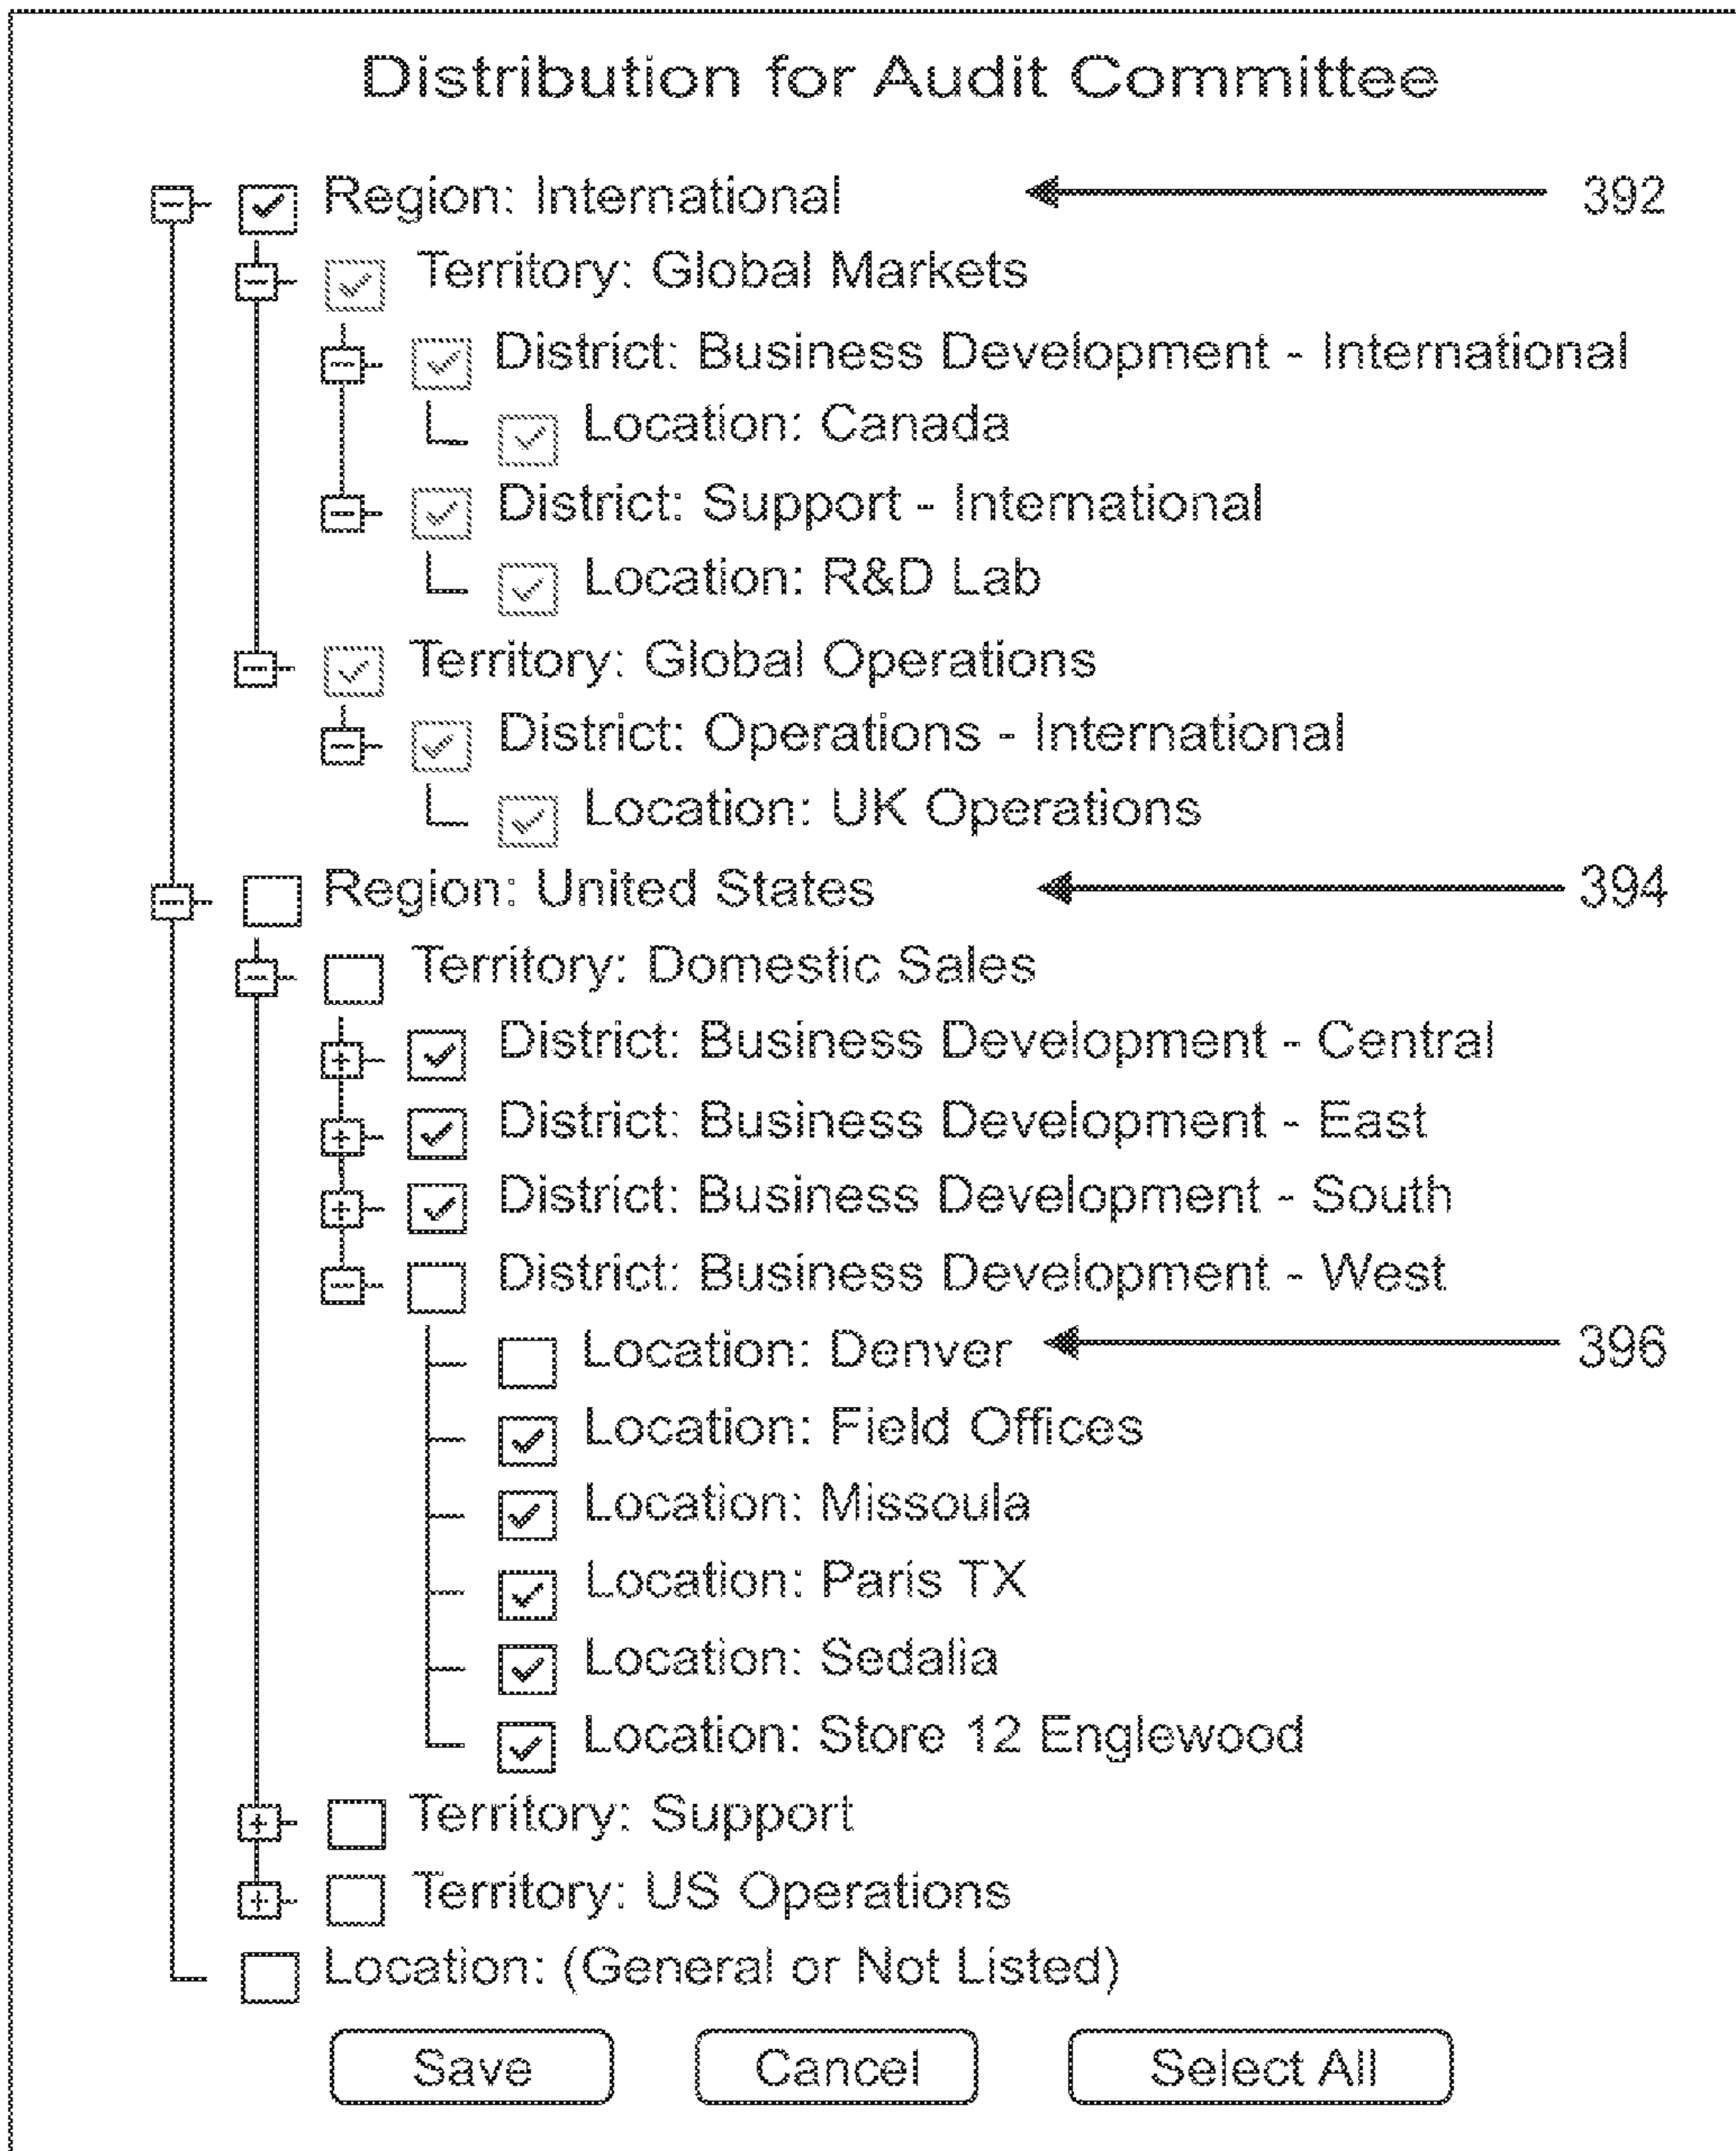 Distribution for Audit Committee
Region: International 392
Territory: Global Markets
District: Business Development - International
Location: Canada
District: Support - International
Location: R&D Lab
Territory: Global Operations
District: Operations - International
Location: UK Operations
Region: United States 394
Territory: Domestic Sales
District: Business Development - Central
District: Business Development - East
District: Business Development - South
District: Business Development - West
Location: Denver 396
Location: Field Offices
Location: Missoula
Location: Paris TX
Location: Sedalia
Location: Store 12 Englewood
Territory: Support
Territory: US Operations
Location: (General or Not Listed)
Save Cancel Select All